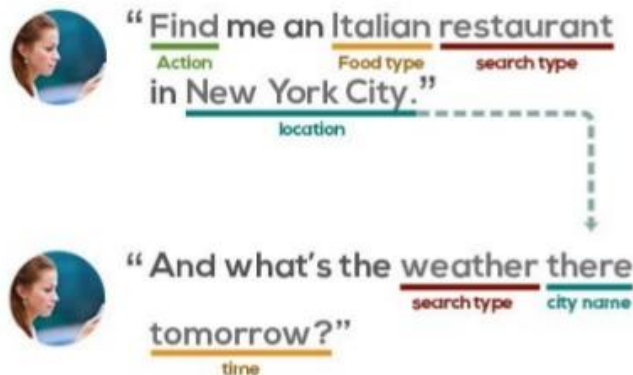 “Find me an Italian restaurant
Action Food type search type
in New York City.”
location
“And what's the weather there
search type city name
tomorrow?”
time